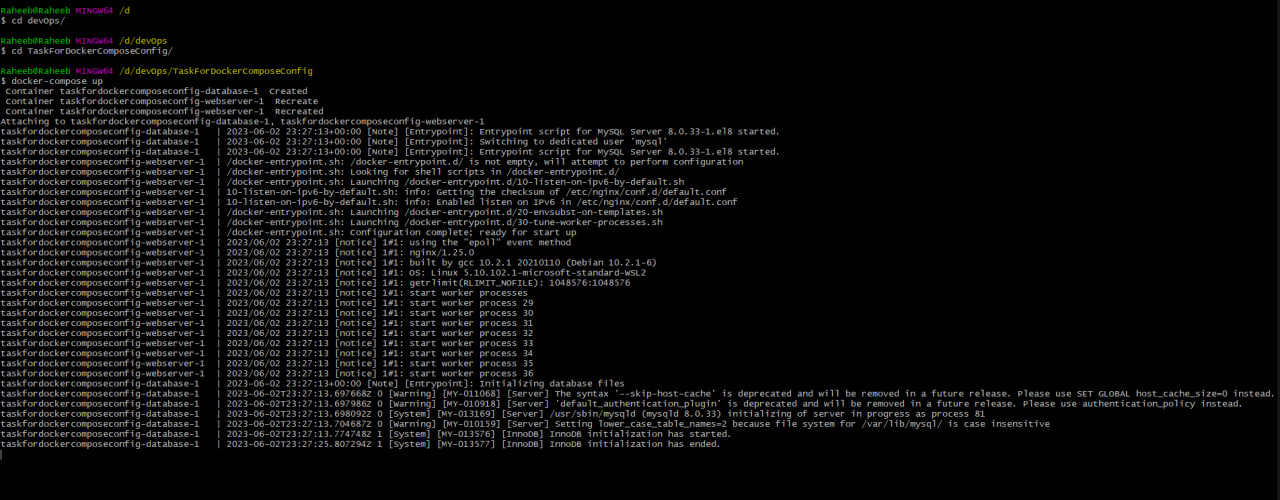 Raheeb@Raheeb MINGW64 /d
$ cd devOps/
Raheeb@Raheeb MINGW64 /d/devOps
$ cd TaskForDockerComposeConfig/
Raheeb@Raheeb MINGW64 /d/devOps/TaskForDockerComposeConfig
$ docker-compose up
Container taskfordockercomposeconfig-database-1  Created
Container taskfordockercomposeconfig-webserver-1  Recreate
Container taskfordockercomposeconfig-webserver-1  Recreated
Attaching to taskfordockercomposeconfig-database-1, taskfordockercomposeconfig-webserver-1
taskfordockercomposeconfig-database-1   | 2023-06-02 23:27:13+00:00 [Note] [Entrypoint]: Entrypoint script for MySQL Server 8.0.33-1.el8 started.
taskfordockercomposeconfig-database-1   | 2023-06-02 23:27:13+00:00 [Note] [Entrypoint]: Switching to dedicated user 'mysql'
taskfordockercomposeconfig-database-1   | 2023-06-02 23:27:13+00:00 [Note] [Entrypoint]: Entrypoint script for MySQL Server 8.0.33-1.el8 started.
taskfordockercomposeconfig-webserver-1  | /docker-entrypoint.sh: /docker-entrypoint.d/ is not empty, will attempt to perform configuration
taskfordockercomposeconfig-webserver-1  | /docker-entrypoint.sh: Looking for shell scripts in /docker-entrypoint.d/
taskfordockercomposeconfig-webserver-1  | /docker-entrypoint.sh: Launching /docker-entrypoint.d/10-listen-on-ipv6-by-default.sh
taskfordockercomposeconfig-webserver-1  | 10-listen-on-ipv6-by-default.sh: info: Getting the checksum of /etc/nginx/conf.d/default.conf
taskfordockercomposeconfig-webserver-1  | 10-listen-on-ipv6-by-default.sh: info: Enabled listen on IPv6 in /etc/nginx/conf.d/default.conf
taskfordockercomposeconfig-webserver-1  | /docker-entrypoint.sh: Launching /docker-entrypoint.d/20-envsubst-on-templates.sh
taskfordockercomposeconfig-webserver-1  | /docker-entrypoint.sh: Launching /docker-entrypoint.d/30-tune-worker-processes.sh
taskfordockercomposeconfig-webserver-1  | /docker-entrypoint.sh: Configuration complete; ready for start up
taskfordockercomposeconfig-webserver-1  | 2023/06/02 23:27:13 [notice] 1#1: using the "epoll" event method
taskfordockercomposeconfig-webserver-1  | 2023/06/02 23:27:13 [notice] 1#1: nginx/1.25.0
taskfordockercomposeconfig-webserver-1  | 2023/06/02 23:27:13 [notice] 1#1: built by gcc 10.2.1 20210110 (Debian 10.2.1-6)
taskfordockercomposeconfig-webserver-1  | 2023/06/02 23:27:13 [notice] 1#1: OS: Linux 5.10.102.1-microsoft-standard-WSL2
taskfordockercomposeconfig-webserver-1  | 2023/06/02 23:27:13 [notice] 1#1: getrlimit(RLIMIT_NOFILE): 1048576:1048576
taskfordockercomposeconfig-webserver-1  | 2023/06/02 23:27:13 [notice] 1#1: start worker processes
taskfordockercomposeconfig-webserver-1  | 2023/06/02 23:27:13 [notice] 1#1: start worker process 29
taskfordockercomposeconfig-webserver-1  | 2023/06/02 23:27:13 [notice] 1#1: start worker process 30
taskfordockercomposeconfig-webserver-1  | 2023/06/02 23:27:13 [notice] 1#1: start worker process 31
taskfordockercomposeconfig-webserver-1  | 2023/06/02 23:27:13 [notice] 1#1: start worker process 32
taskfordockercomposeconfig-webserver-1  | 2023/06/02 23:27:13 [notice] 1#1: start worker process 33
taskfordockercomposeconfig-webserver-1  | 2023/06/02 23:27:13 [notice] 1#1: start worker process 34
taskfordockercomposeconfig-webserver-1  | 2023/06/02 23:27:13 [notice] 1#1: start worker process 35
taskfordockercomposeconfig-webserver-1  | 2023/06/02 23:27:13 [notice] 1#1: start worker process 36
taskfordockercomposeconfig-database-1   | 2023-06-02 23:27:13+00:00 [Note] [Entrypoint]: Initializing database files
taskfordockercomposeconfig-database-1   | 2023-06-02T23:27:13.697668Z 0 [Warning] [MY-011068] [Server] The syntax '--skip-host-cache' is deprecated and will be removed in a future release. Please use SET GLOBAL host_cache_size=0 instead.
taskfordockercomposeconfig-database-1   | 2023-06-02T23:27:13.697986Z 0 [Warning] [MY-010918] [Server] 'default_authentication_plugin' is deprecated and will be removed in a future release. Please use authentication_policy instead.
taskfordockercomposeconfig-database-1   | 2023-06-02T23:27:13.698092Z 0 [System] [MY-013169] [Server] /usr/sbin/mysqld (mysqld 8.0.33) initializing of server in progress as process 81
taskfordockercomposeconfig-database-1   | 2023-06-02T23:27:13.704687Z 0 [Warning] [MY-010159] [Server] Setting lower_case_table_names=2 because file system for /var/lib/mysql/ is case insensitive
taskfordockercomposeconfig-database-1   | 2023-06-02T23:27:13.774748Z 1 [System] [MY-013576] [InnoDB] InnoDB initialization has started.
taskfordockercomposeconfig-database-1   | 2023-06-02T23:27:25.807294Z 1 [System] [MY-013577] [InnoDB] InnoDB initialization has ended.